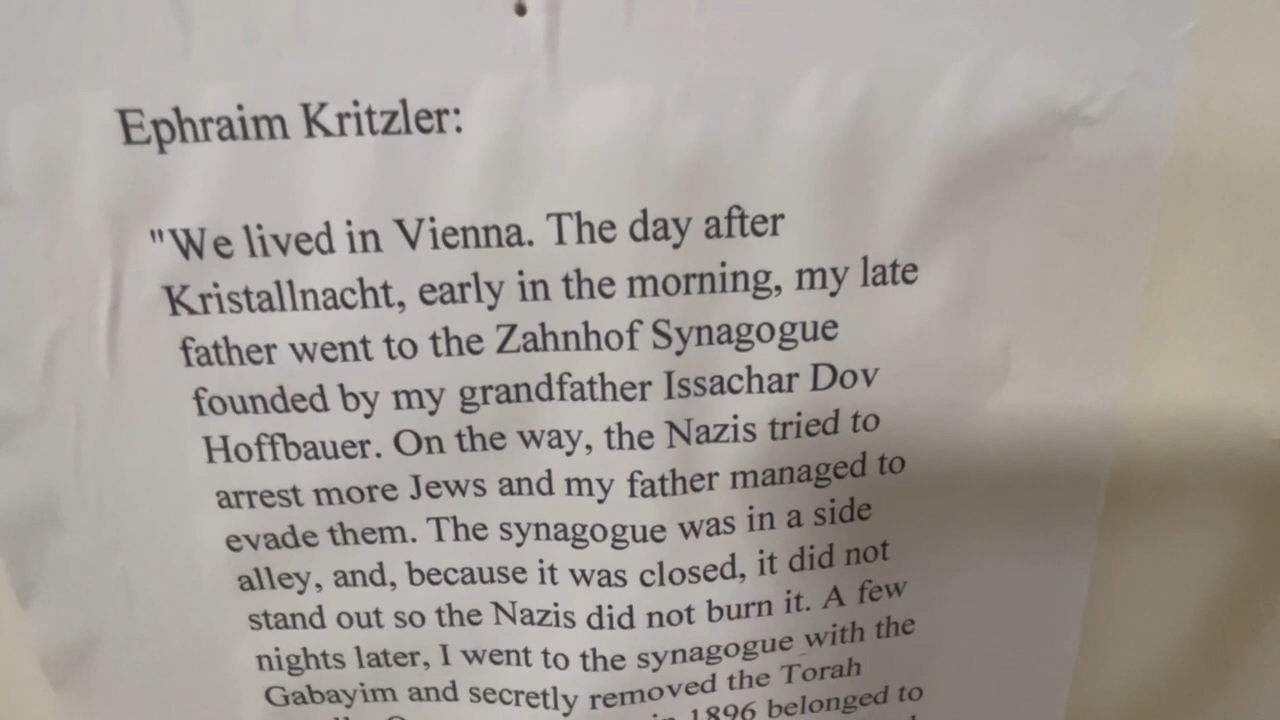 Ephraim Kritzler:
"We lived in Vienna. The day after
Kristallnacht, early in the morning, my late
father went to the Zahnhof Synagogue
founded by my grandfather Issachar Dov
Hoffbauer. On the way, the Nazis tried to
arrest more Jews and my father managed to
evade them. The synagogue was in a side
alley, and, because it was closed, it did not
stand out so the Nazis did not burn it. A few
nights later, I went to the synagogue with the
Gabayim and secretly removed the Torah
1896 belonged to